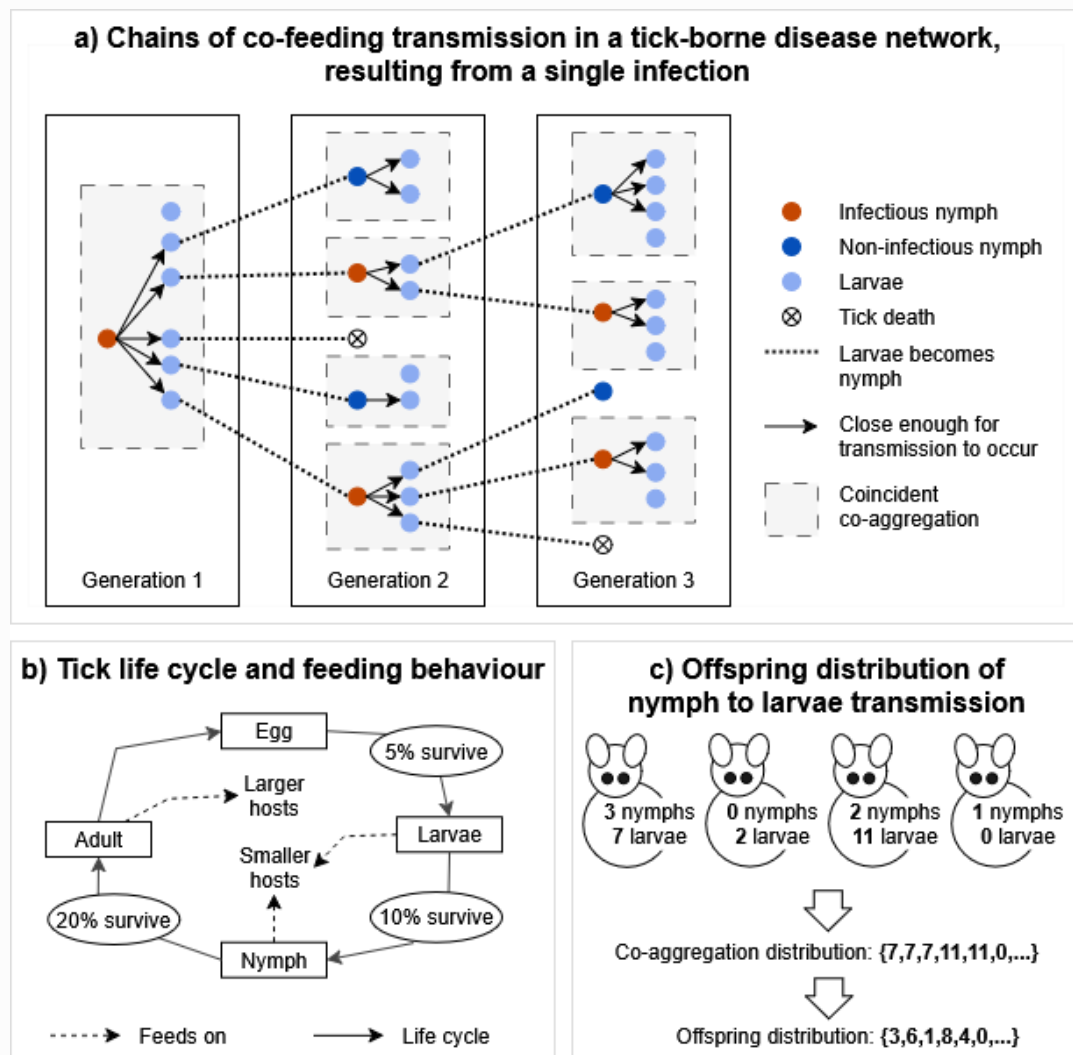 a) Chains of co-feeding transmission in a tick-borne disease network,
resulting from a single infection
Generation 1
Generation 2
Generation 3
Infectious nymph
Non-infectious nymph
Larvae
Tick death
Larvae becomes
nymph
Close enough for
transmission to occur
Coincident
co-aggregation
b) Tick life cycle and feeding behaviour
Egg
5% survive
Larger
hosts
Adult
Larvae
Smaller
hosts
20% survive
10% survive
Nymph
Feeds on
Life cycle
c) Offspring distribution of
nymph to larvae transmission
3 nymphs
7 larvae
0 nymphs
2 larvae
2 nymphs
11 larvae
1 nymphs
0 larvae
Co-aggregation distribution: {7,7,7,11,11,0,...}
Offspring distribution: {3,6,1,8,4,0,...}